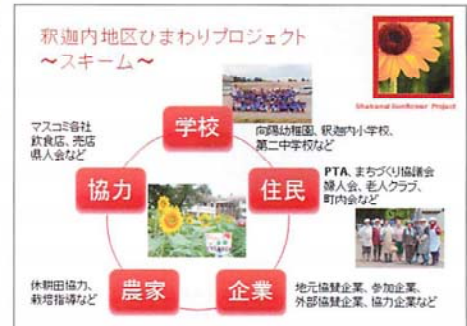 釈迦内地区ひまわりプロジェクト
～スキーム～
Shakanai Sunflower Project
マスコミ各社
飲食店、売店
県人会など
学校
向陽幼稚園、釈迦内小学校、
第二中学校など
協力
住民
PTA、まちづくり協議会
婦人会、老人クラブ、
町内会など
休耕田協力、
栽培指導など
農家
企業
地元協賛企業、参加企業、
外部協賛企業、協力企業など